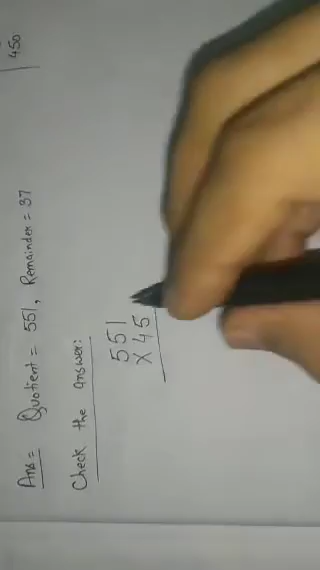 450
Ans = Quotient = 551, Remainder = 37
Check the answer:
551
X 45